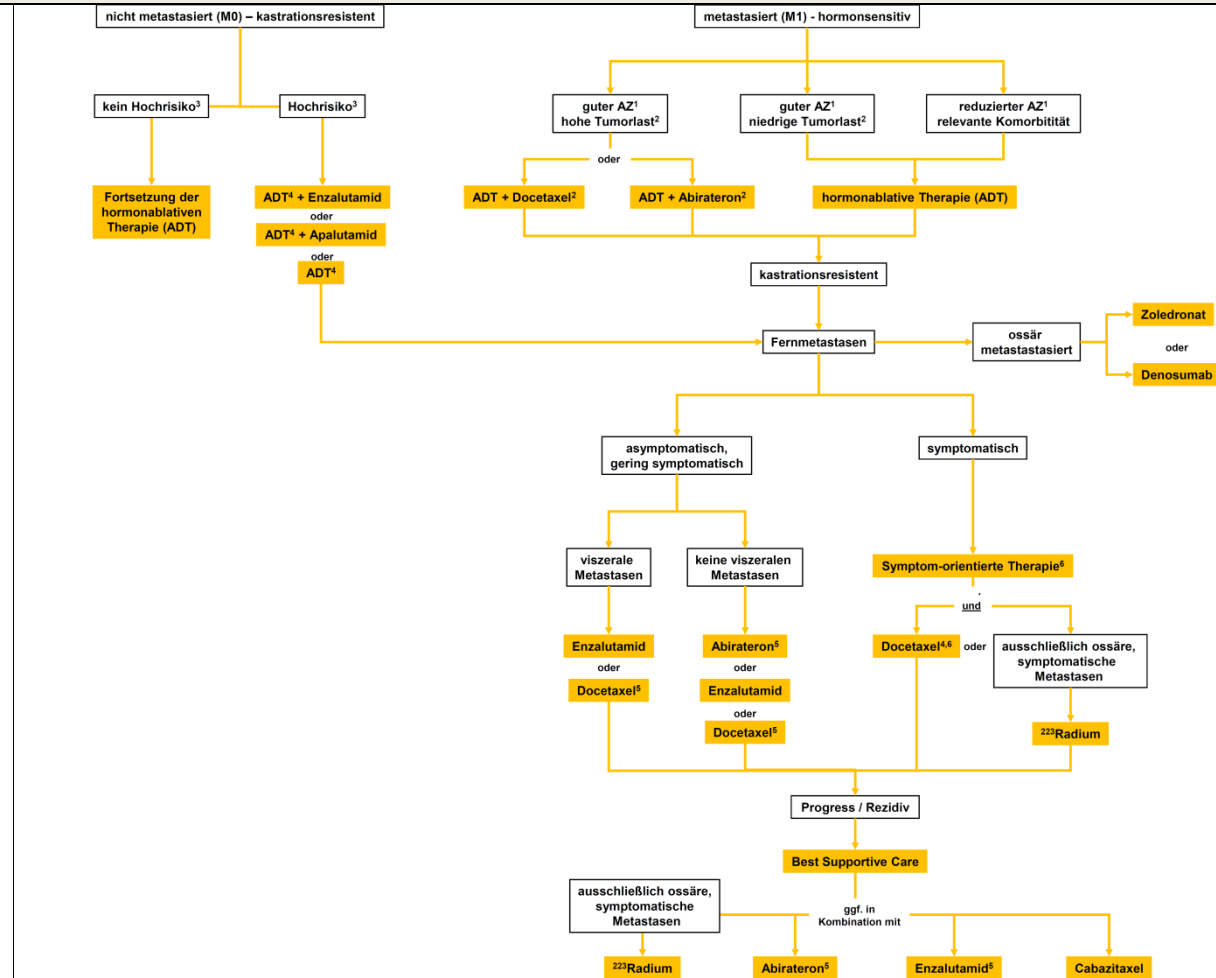 nicht metastasiert (M0) – kastrationsresistent
metastasiert (M1) - hormonsensitiv
kein Hochrisiko³
Hochrisiko³
guter AZ¹
hohe Tumorlast²
guter AZ¹
niedrige Tumorlast²
reduzierter AZ¹
relevante Komorbitität
oder
Fortsetzung der
hormonablativen
Therapie (ADT)
ADT⁴ + Enzalutamid
oder
ADT⁴ + Apalutamid
oder
ADT⁴
ADT + Docetaxel²
ADT + Abirateron²
hormonablative Therapie (ADT)
kastrationsresistent
Fernmetastasen
ossär
metastastasiert
Zoledronat
oder
Denosumab
asymptomatisch,
gering symptomatisch
symptomatisch
viszerale
Metastasen
keine viszeralen
Metastasen
Symptom-orientierte Therapie⁶
.
und
Enzalutamid
oder
Docetaxel⁵
Abirateron⁵
oder
Enzalutamid
oder
Docetaxel⁵
Docetaxel⁴,⁶
oder
ausschließlich ossäre,
symptomatische
Metastasen
²²³Radium
Progress / Rezidiv
Best Supportive Care
ausschließlich ossäre,
symptomatische
Metastasen
ggf. in
Kombination mit
²²³Radium
Abirateron⁵
Enzalutamid⁵
Cabazitaxel